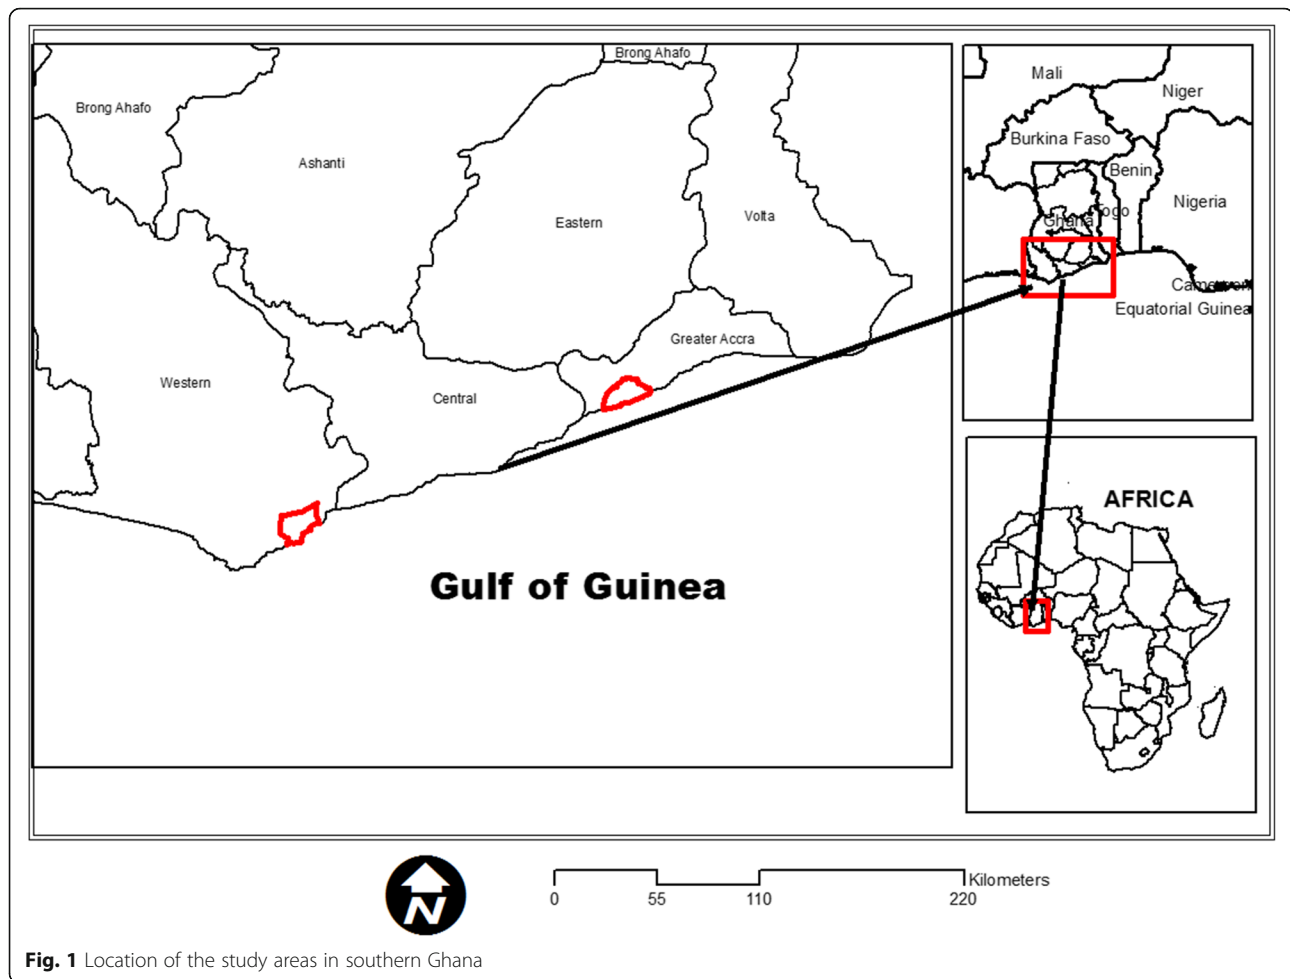 Brong Ahafo
Brong Ahafo
Ashanti
Eastern
Volta
Greater Accra
Western
Central
Gulf of Guinea
Mali
Niger
Burkina Faso
Benin
Nigeria
Togo
Ghana
Cameroon
Equatorial Guinea
AFRICA
N
0 55 110 220
Kilometers
Fig. 1 Location of the study areas in southern Ghana